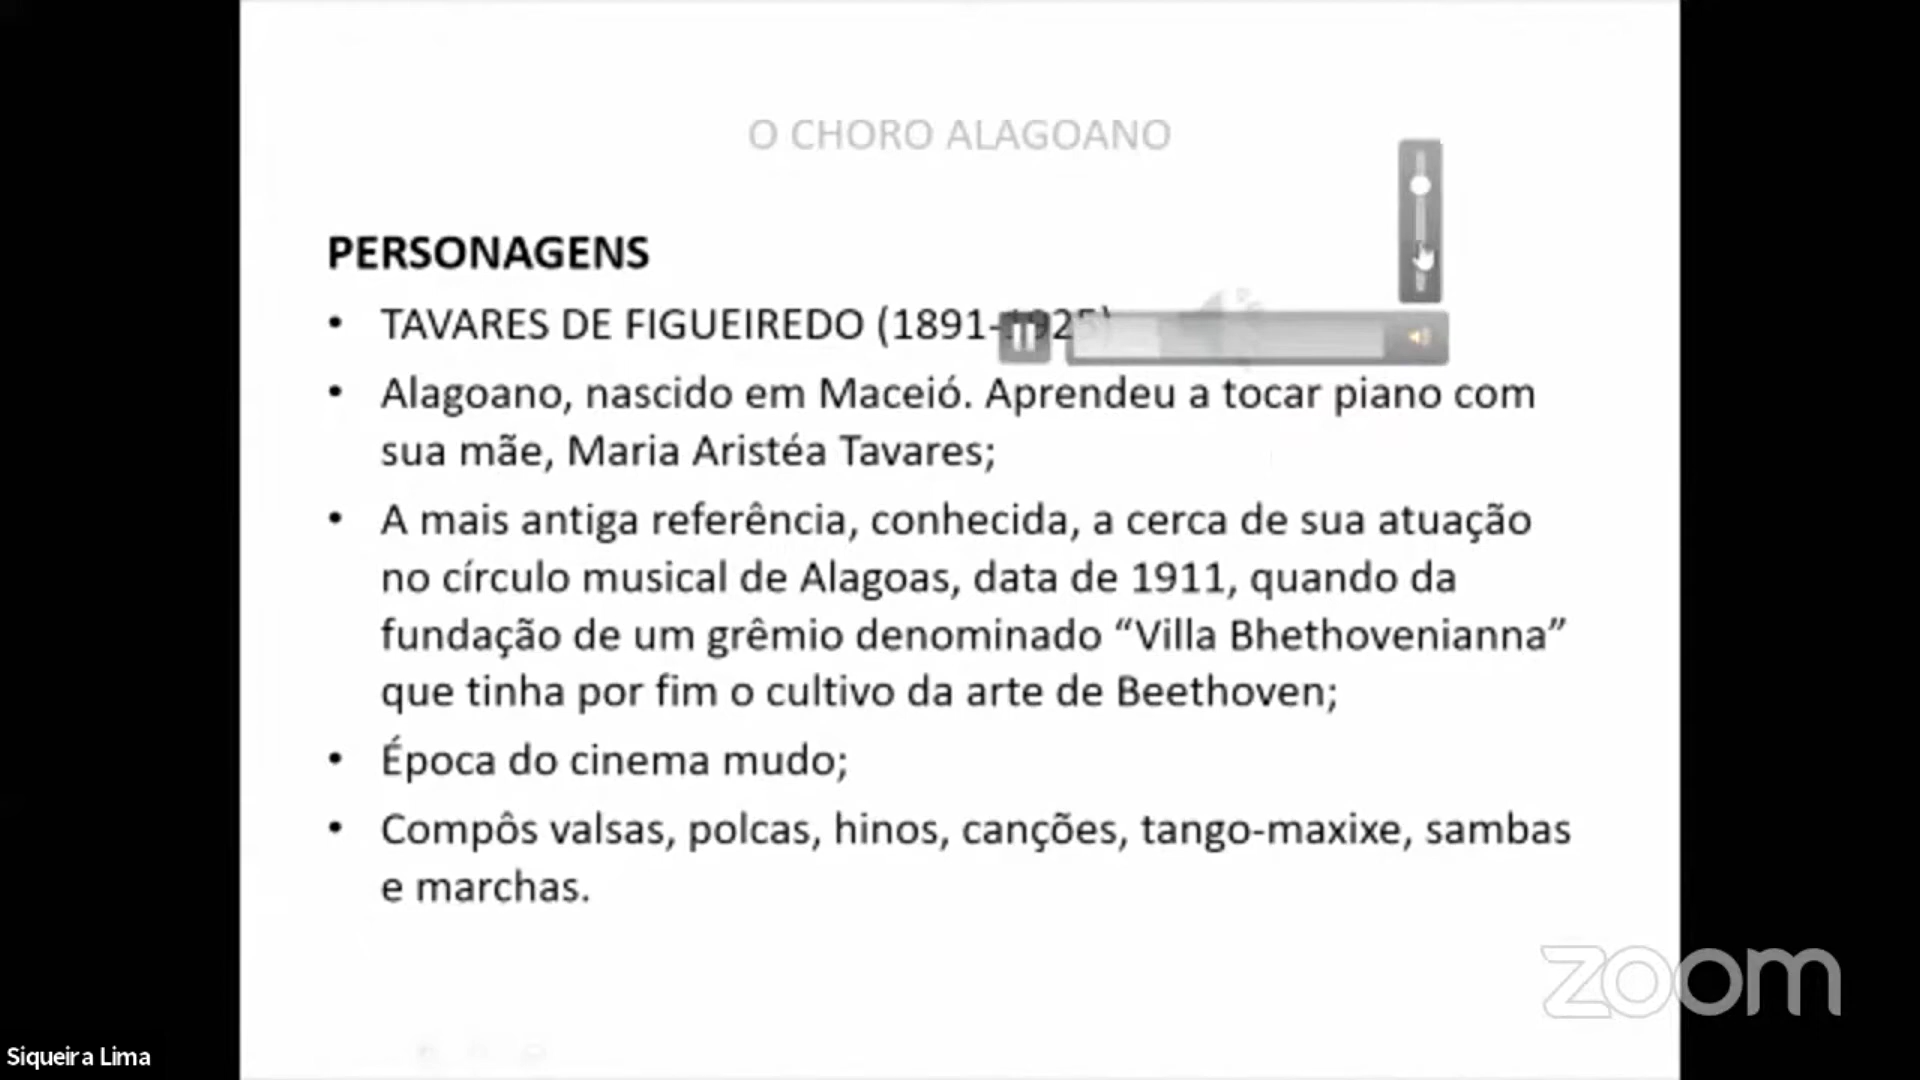 O CHORO ALAGOANO
PERSONAGENS
• TAVARES DE FIGUEIREDO (1891-1925)
• Alagoano, nascido em Maceió. Aprendeu a tocar piano com
sua mãe, Maria Aristéa Tavares;
• A mais antiga referência, conhecida, a cerca de sua atuação
no círculo musical de Alagoas, data de 1911, quando da
fundação de um grêmio denominado “Villa Bhethovenianna”
que tinha por fim o cultivo da arte de Beethoven;
• Época do cinema mudo;
• Compôs valsas, polcas, hinos, canções, tango-maxixe, sambas
e marchas.
zoom
Siqueira Lima